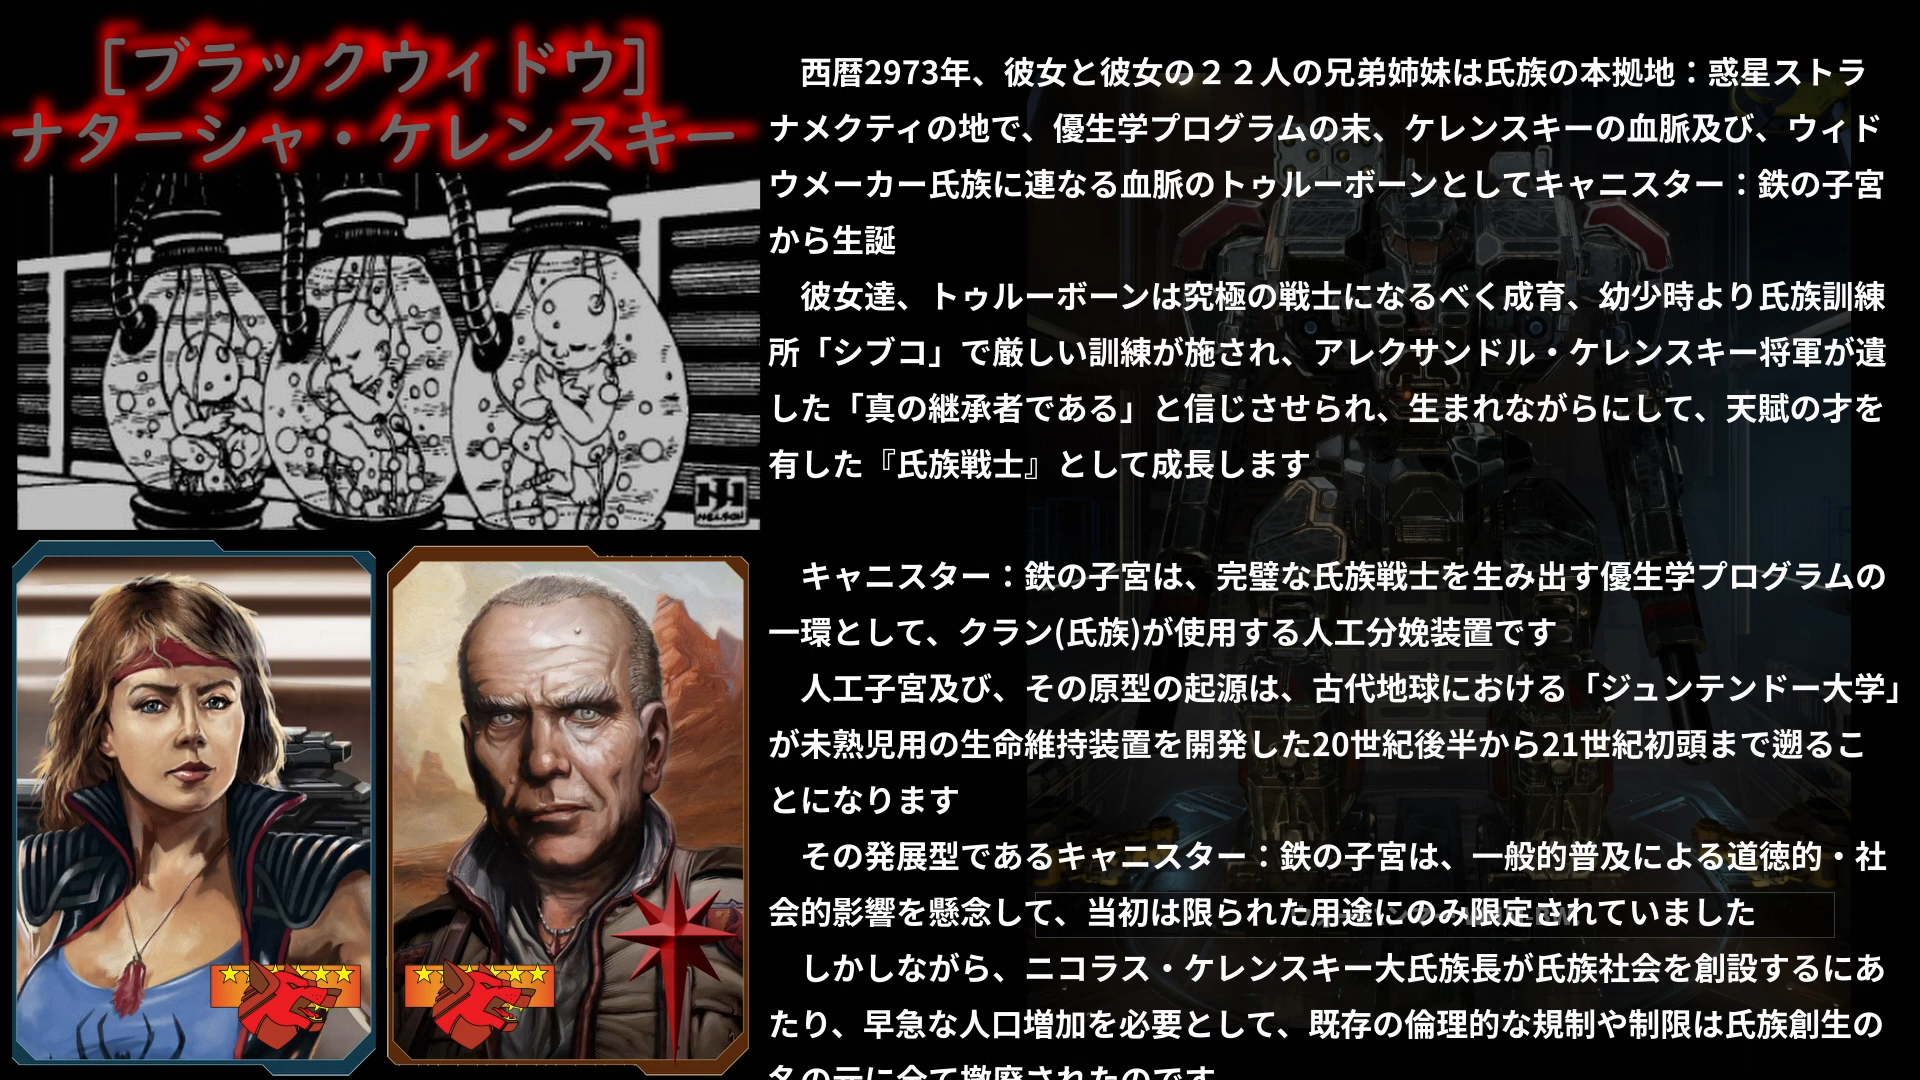 ［ブラックウィドウ］
ナターシャ・ケレンスキー
NELSON
西暦2973年、彼女と彼女の２２人の兄弟姉妹は氏族の本拠地：惑星ストラ
ナメクティの地で、優生学プログラムの末、ケレンスキーの血脈及び、ウィド
ウメーカー氏族に連なる血脈のトゥルーボーンとしてキャニスター：鉄の子宮
から生誕
彼女達、トゥルーボーンは究極の戦士になるべく成育、幼少時より氏族訓練
所「シブコ」で厳しい訓練が施され、アレクサンドル・ケレンスキー将軍が遺
した「真の継承者である」と信じさせられ、生まれながらにして、天賦の才を
有した『氏族戦士』として成長します
キャニスター：鉄の子宮は、完璧な氏族戦士を生み出す優生学プログラムの
一環として、クラン(氏族)が使用する人工分娩装置です
人工子宮及び、その原型の起源は、古代地球における「ジュンテンドー大学」
が未熟児用の生命維持装置を開発した20世紀後半から21世紀初頭まで遡るこ
とになります
その発展型であるキャニスター：鉄の子宮は、一般的普及による道徳的・社
会的影響を懸念して、当初は限られた用途にのみ限定されていました
しかしながら、ニコラス・ケレンスキー大氏族長が氏族社会を創設するにあ
たり、早急な人口増加を必要として、既存の倫理的な規制や制限は氏族創生の
名の元に全て撤廃されたのです